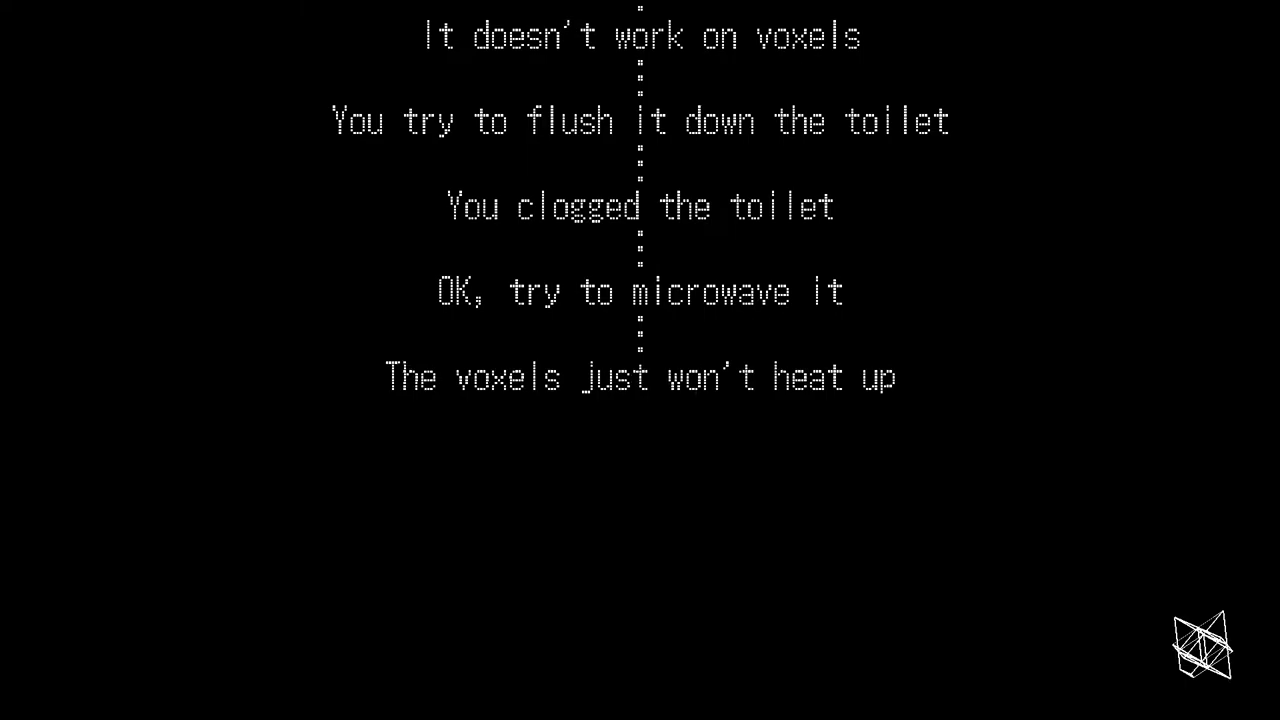 It doesn't work on voxels
You try to flush it down the toilet
You clogged the toilet
OK, try to microwave it
The voxels just won't heat up